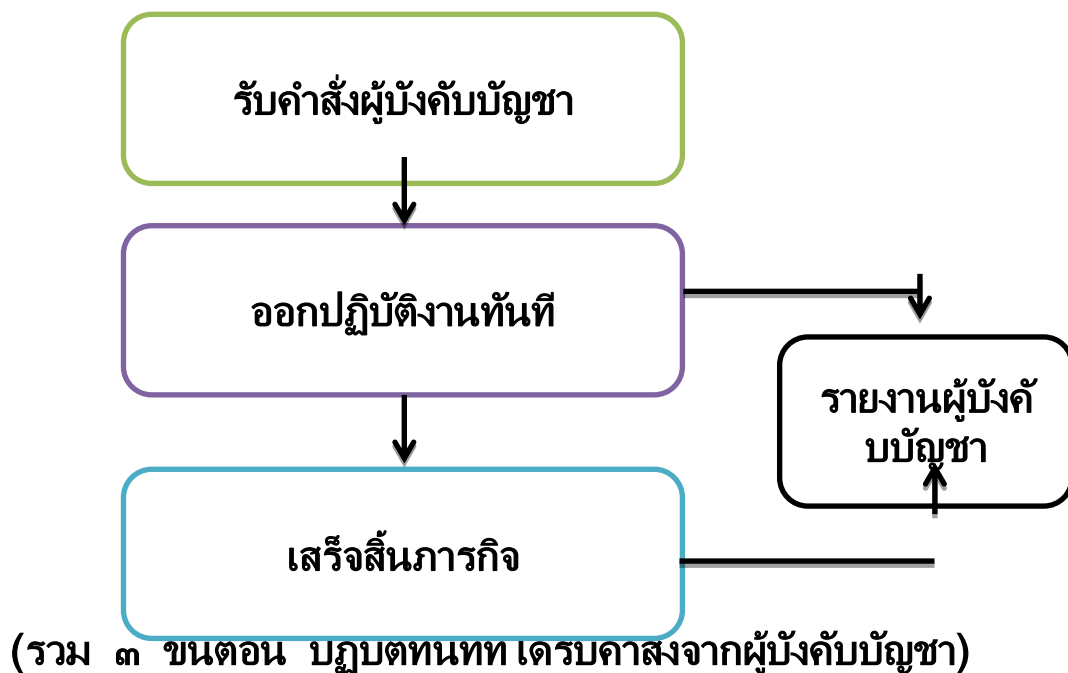 รับคำสั่งผู้บังคับบัญชา
ออกปฏิบัติงานทันที
รายงานผู้บังคั
บบัญชา
เสร็จสิ้นภารกิจ
(รวม ๓ ขั้นตอน ปฏิบัติทันทีที่ได้รับคำสั่งจากผู้บังคับบัญชา)